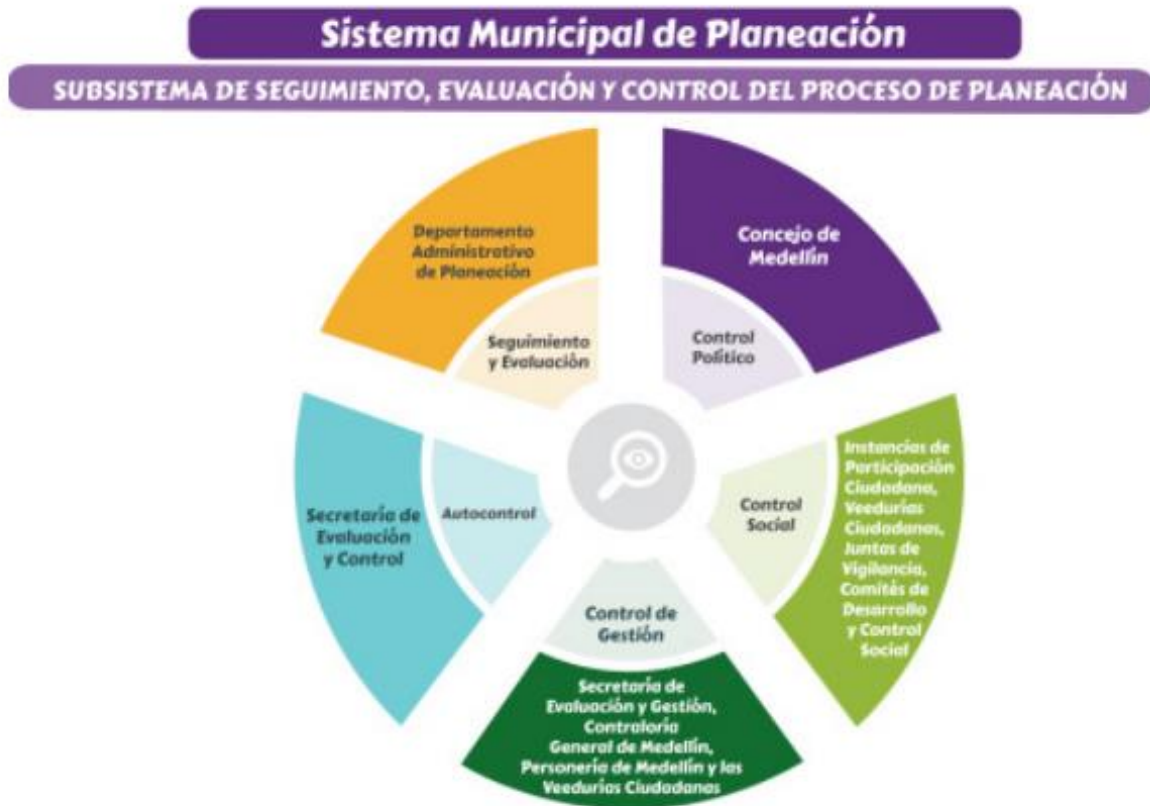 Sistema Municipal de Planeación
SUBSISTEMA DE SEGUIMIENTO, EVALUACIÓN Y CONTROL DEL PROCESO DE PLANEACIÓN
Departamento
Administrativo
de Planeación
Seguimiento
y Evaluación
Concejo de
Medellín
Control
Político
Instancias de
Participación
Ciudadana,
Veedurías
Ciudadanas,
Juntas de
Vigilancia,
Comités de
Desarrollo
y Control
Social
Control
Social
Secretaría de
Evaluación
y Control
Autocontrol
Control de
Gestión
Secretaría de
Evaluación y Gestión,
Contraloría
General de Medellín,
Personería de Medellín y las
Veedurías Ciudadanas